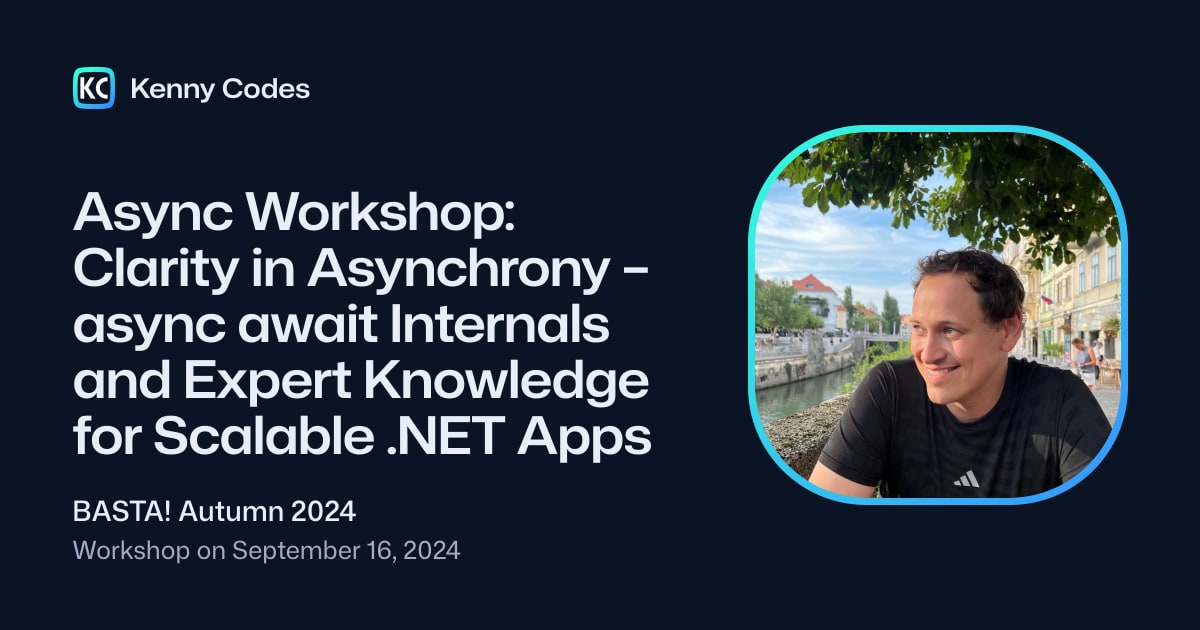 KC Kenny Codes
Async Workshop:
Clarity in Asynchrony –
async await Internals
and Expert Knowledge
for Scalable .NET Apps
BASTA! Autumn 2024
Workshop on September 16, 2024